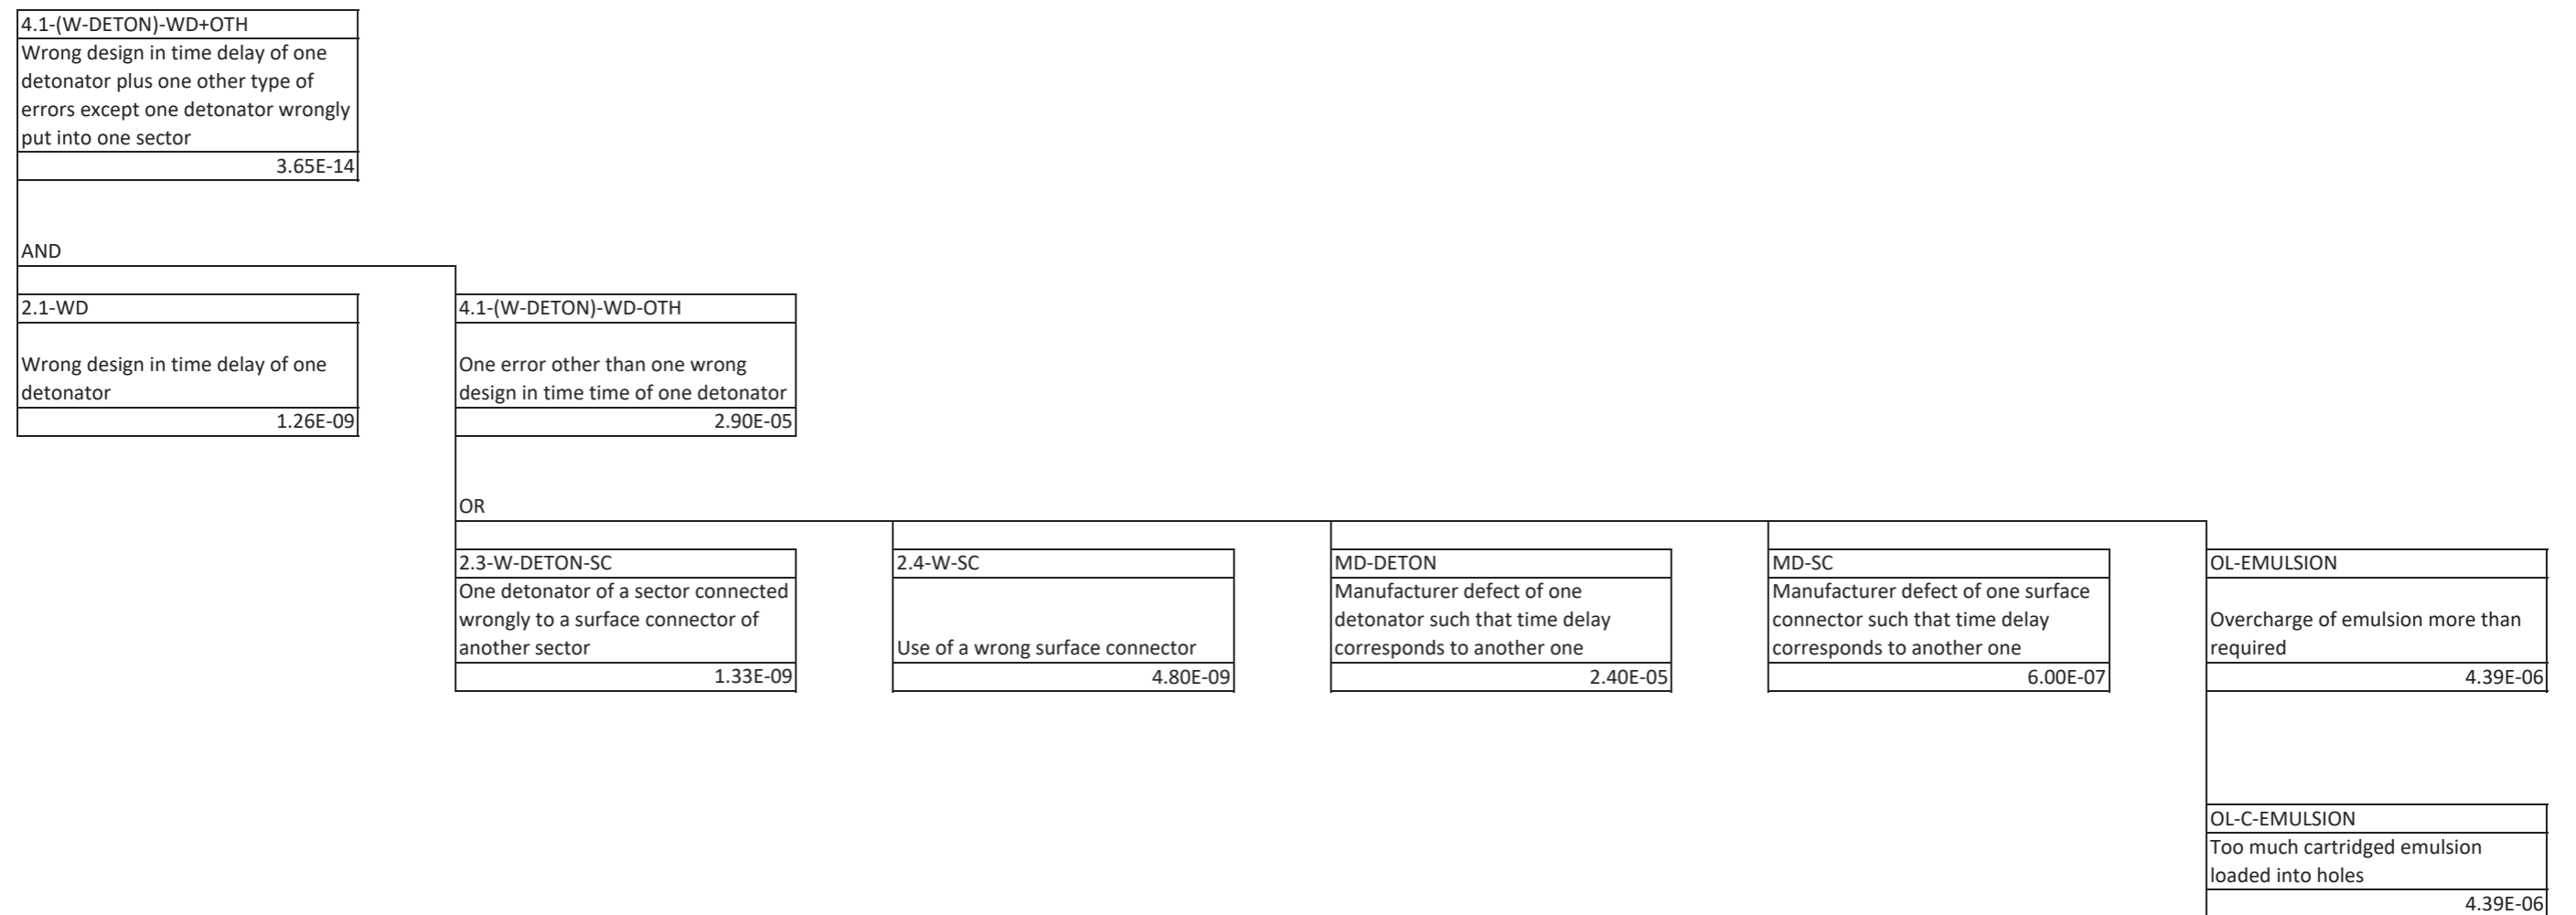 4.1-(W-DETON)-WD+OTH
Wrong design in time delay of one
detonator plus one other type of
errors except one detonator wrongly
put into one sector
3.65E-14
AND
2.1-WD
Wrong design in time delay of one
detonator
1.26E-09
4.1-(W-DETON)-WD-OTH
One error other than one wrong
design in time time of one detonator
2.90E-05
OR
2.3-W-DETON-SC
One detonator of a sector connected
wrongly to a surface connector of
another sector
1.33E-09
2.4-W-SC
Use of a wrong surface connector
4.80E-09
MD-DETON
Manufacturer defect of one
detonator such that time delay
corresponds to another one
2.40E-05
MD-SC
Manufacturer defect of one surface
connector such that time delay
corresponds to another one
6.00E-07
OL-EMULSION
Overcharge of emulsion more than
required
4.39E-06
OL-C-EMULSION
Too much cartridged emulsion
loaded into holes
4.39E-06